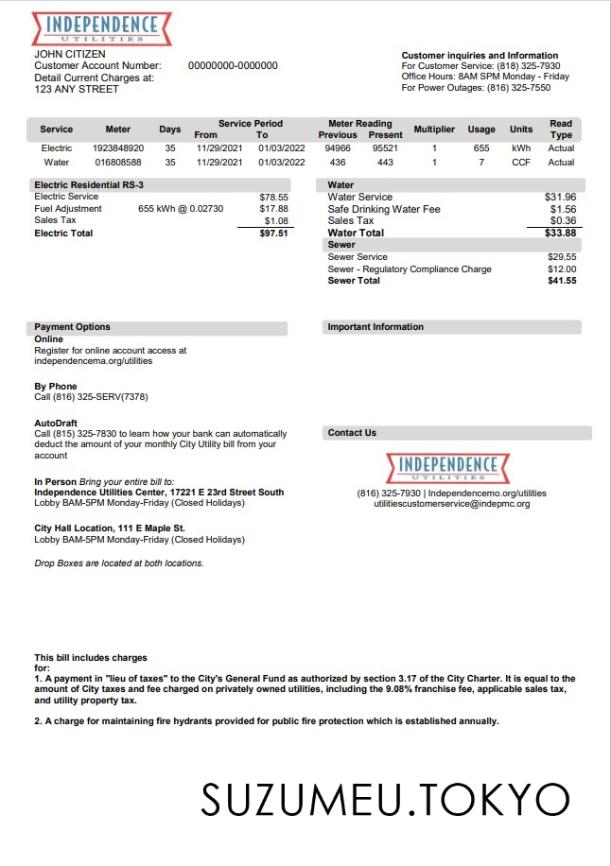 INDEPENDENCE
UTILITIES
JOHN CITIZEN
Customer Account Number: 00000000-0000000
Detail Current Charges at:
123 ANY STREET
Customer inquiries and Information
For Customer Service: (818) 325-7930
Office Hours: 8AM SPM Monday - Friday
For Power Outages: (816) 325-7550
Service Meter Days Service Period Meter Reading Multiplier Usage Units Read
From To Previous Present Type
Electric 1923848920 35 11/29/2021 01/03/2022 94966 95521 1 655 kWh Actual
Water 016808588 35 11/29/2021 01/03/2022 436 443 1 7 CCF Actual
Electric Residential RS-3
Electric Service $78.55
Fuel Adjustment 655 kWh @ 0.02730 $17.88
Sales Tax $1.08
Electric Total $97.51
Water
Water Service $31.96
Safe Drinking Water Fee $1.56
Sales Tax $0.36
Water Total $33.88
Sewer
Sewer Service $29,55
Sewer - Regulatory Compliance Charge $12.00
Sewer Total $41.55
Payment Options
Online
Register for online account access at
independencema.org/utilities
By Phone
Call (816) 325-SERV(7378)
AutoDraft
Call (815) 325-7830 to learn how your bank can automatically
deduct the amount of your monthly City Utility bill from your
account
In Person Bring your entire bill to:
Independence Utilities Center, 17221 E 23rd Street South
Lobby BAM-5PM Monday-Friday (Closed Holidays)
City Hall Location, 111 E Maple St.
Lobby BAM-5PM Monday-Friday (Closed Holidays)
Drop Boxes are located at both locations.
Important Information
Contact Us
INDEPENDENCE
UTILITIES
(816) 325-7930 | Independencemo.org/utilities
utilitiescustomerservice@indepmc.org
This bill includes charges
for:
1. A payment in "lieu of taxes" to the City's General Fund as authorized by section 3.17 of the City Charter. It is equal to the
amount of City taxes and fee charged on privately owned utilities, including the 9.08% franchise fee, applicable sales tax,
and utility property tax.
2. A charge for maintaining fire hydrants provided for public fire protection which is established annually.
SUZUMEU.TOKYO